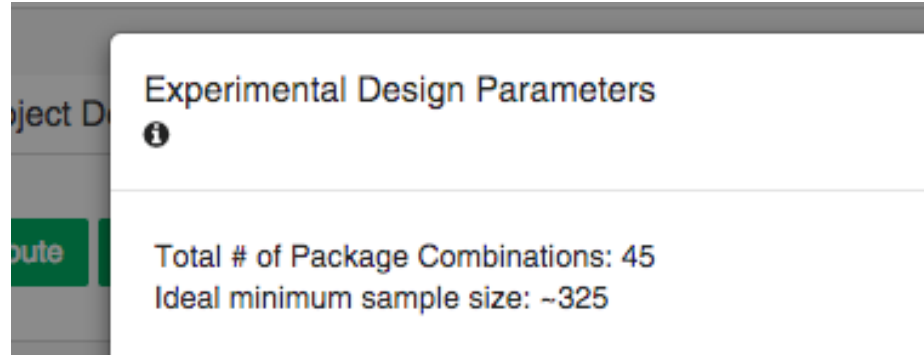 Experimental Design Parameters
Total # of Package Combinations: 45
Ideal minimum sample size: ~325